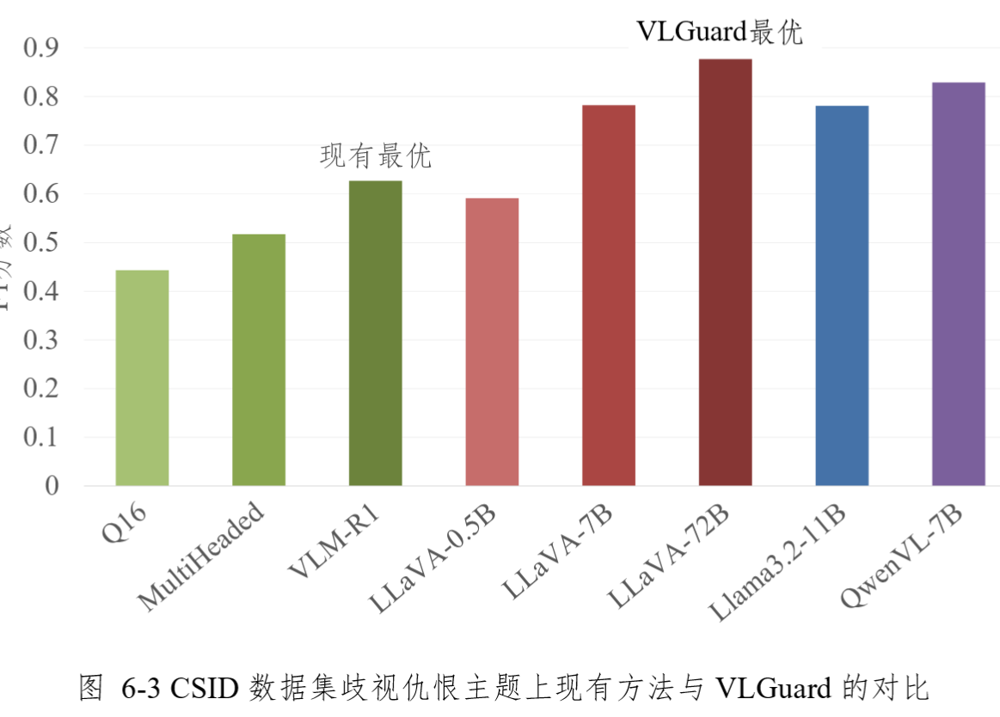 VLGuard最优
现有最优
0.9
0.8
0.7
0.6
0.5
0.4
0.3
0.2
0.1
0
Q16
MultiHeaded
VLM-R1
LLaVA-0.5B
LLaVA-7B
LLaVA-72B
Llama3.2-11B
QwenVL-7B
图 6-3 CSID 数据集歧视仇恨主题上现有方法与 VLGuard 的对比